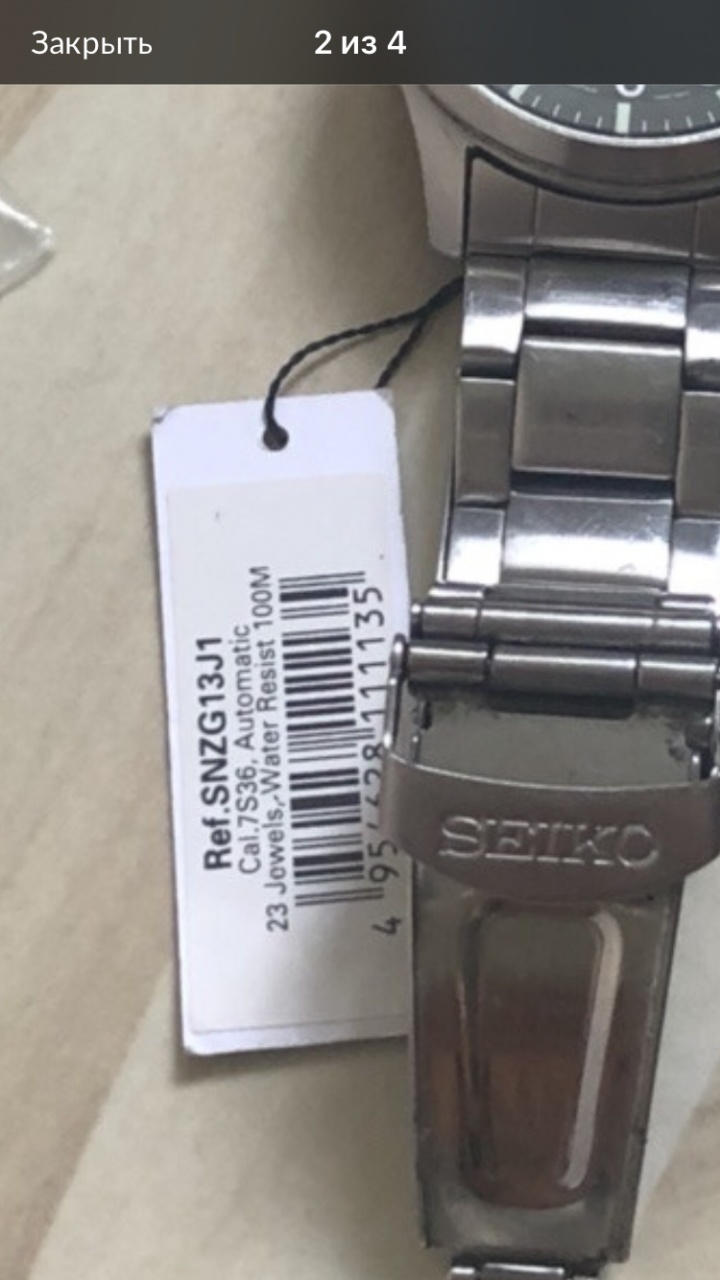 Закрыть
2 из 4
Ref.SNZG13J1
Cal.7S36, Automatic
23 Jewels, Water Resist 100M
SEIKO